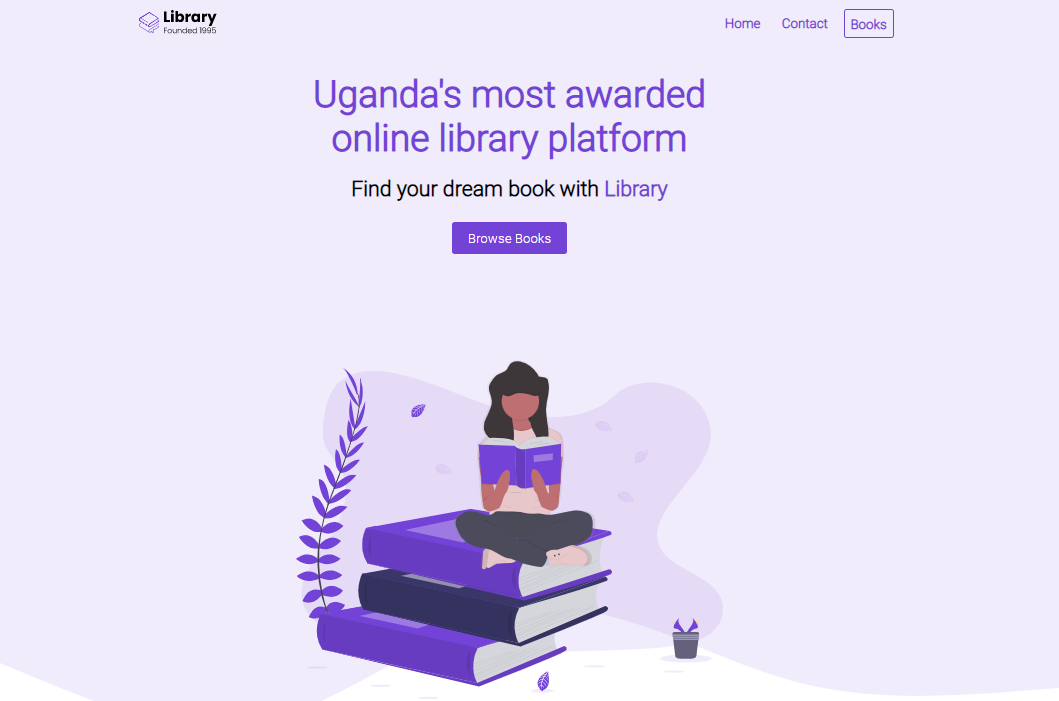 Library
Founded 1995
Home
Contact
Books
Uganda's most awarded
online library platform
Find your dream book with Library
Browse Books